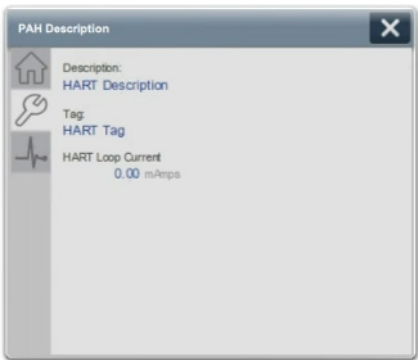 PAH Description
Description:
HART Description
Tag:
HART Tag
HART Loop Current
0.00 mAmps